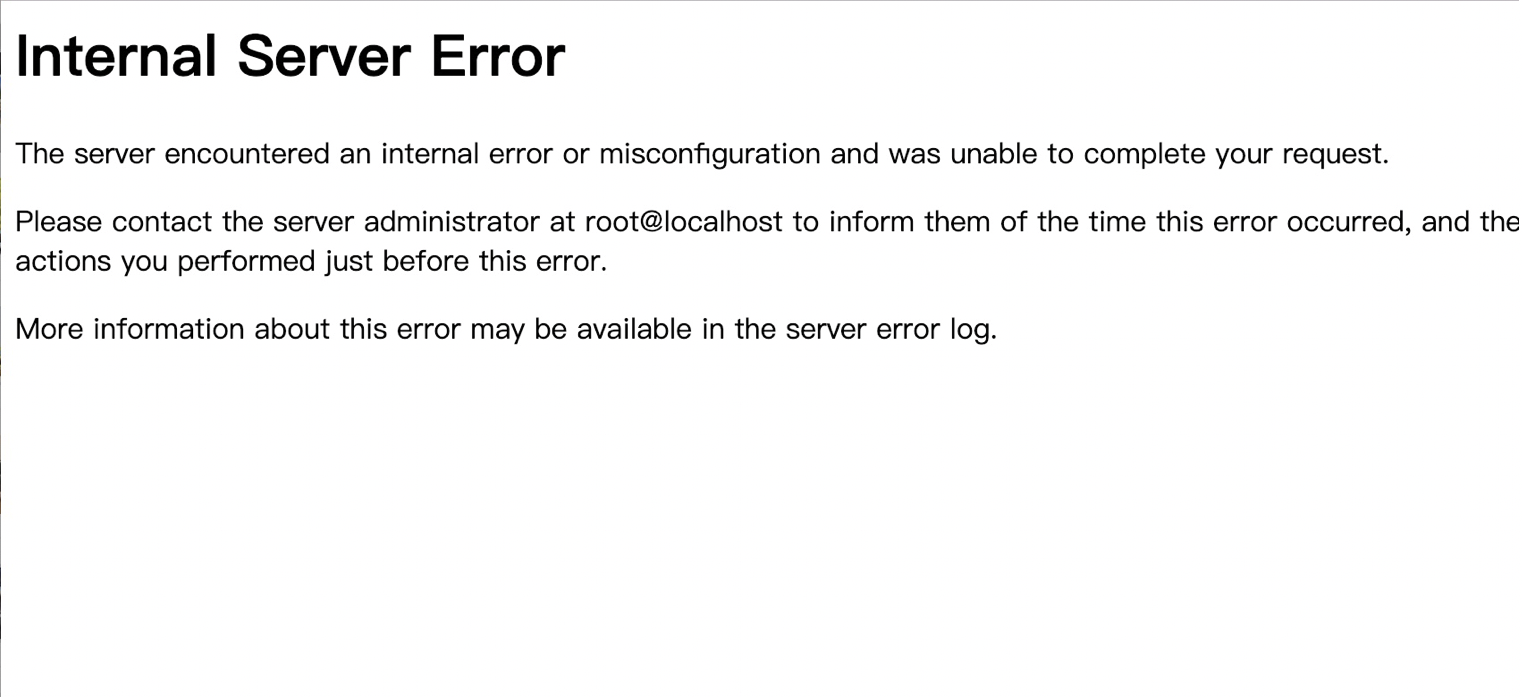 Internal Server Error
The server encountered an internal error or misconfiguration and was unable to complete your request.
Please contact the server administrator at root@localhost to inform them of the time this error occurred, and the
actions you performed just before this error.
More information about this error may be available in the server error log.